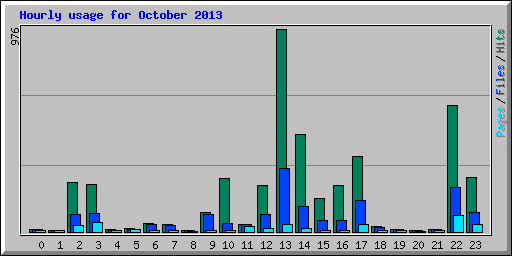 Hourly usage for October 2013
976
Pages / Files / Hits
0 1 2 3 4 5 6 7 8 9 10 11 12 13 14 15 16 17 18 19 20 21 22 23